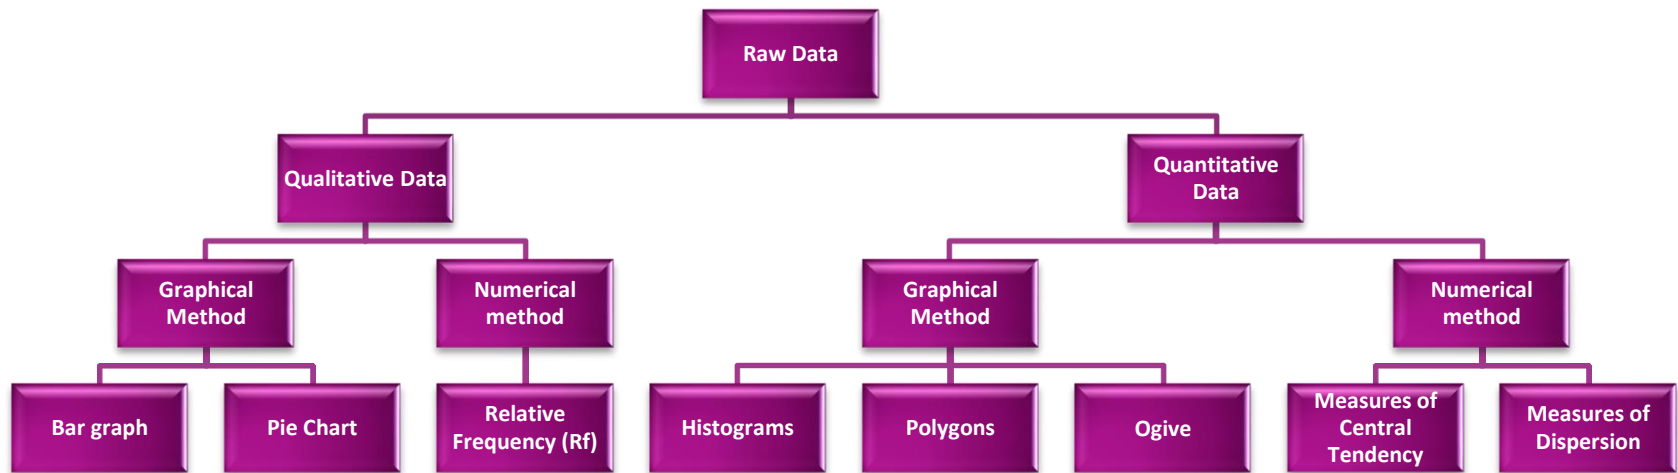 Raw Data
Qualitative Data
Quantitative
Data
Graphical
Method
Numerical
method
Graphical
Method
Numerical
method
Bar graph
Pie Chart
Relative
Frequency (Rf)
Histograms
Polygons
Ogive
Measures of
Central
Tendency
Measures of
Dispersion